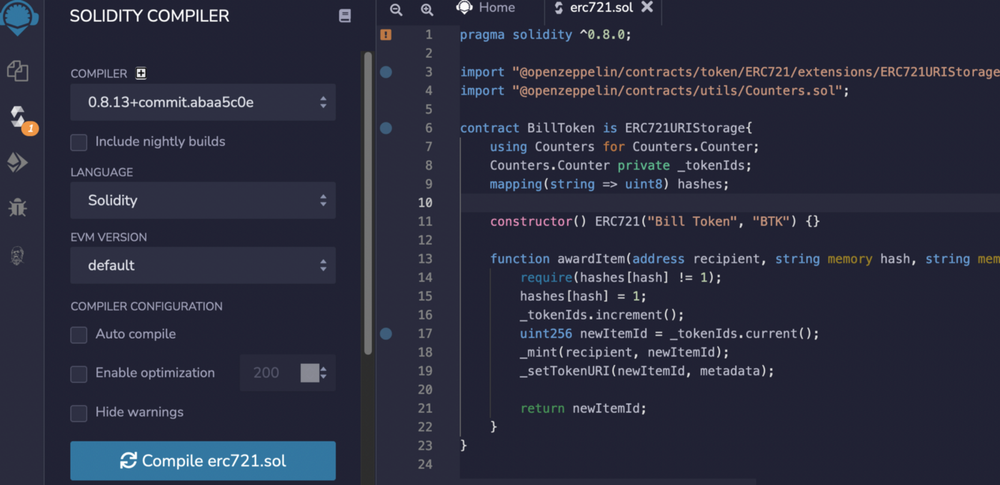 SOLIDITY COMPILER
COMPILER
0.8.13+commit.abaa5c0e
Include nightly builds
LANGUAGE
Solidity
EVM VERSION
default
COMPILER CONFIGURATION
Auto compile
Enable optimization 200
Hide warnings
Compile erc721.sol
1
Home erc721.sol
1 pragma solidity ^0.8.0;
2
3 import "@openzeppelin/contracts/token/ERC721/extensions/ERC721URIStorage
4 import "@openzeppelin/contracts/utils/Counters.sol";
5
6 contract BillToken is ERC721URIStorage{
7 using Counters for Counters.Counter;
8 Counters.Counter private _tokenIds;
9 mapping(string => uint8) hashes;
10
11 constructor() ERC721("Bill Token", "BTK") {}
12
13 function awardItem(address recipient, string memory hash, string mem
14 require(hashes[hash] != 1);
15 hashes[hash] = 1;
16 _tokenIds.increment();
17 uint256 newItemId = _tokenIds.current();
18 _mint(recipient, newItemId);
19 _setTokenURI(newItemId, metadata);
20
21 return newItemId;
22 }
23 }
24